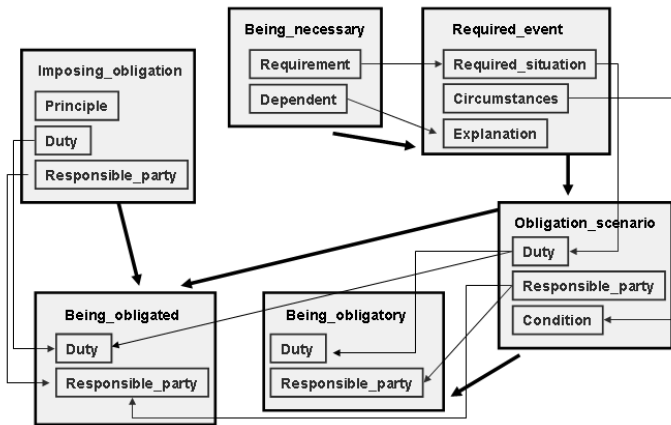 Being_necessary
Requirement
Dependent
Required_event
Required_situation
Circumstances
Explanation
Imposing_obligation
Principle
Duty
Responsible_party
Obligation_scenario
Duty
Responsible_party
Condition
Being_obligated
Duty
Responsible_party
Being_obligatory
Duty
Responsible_party